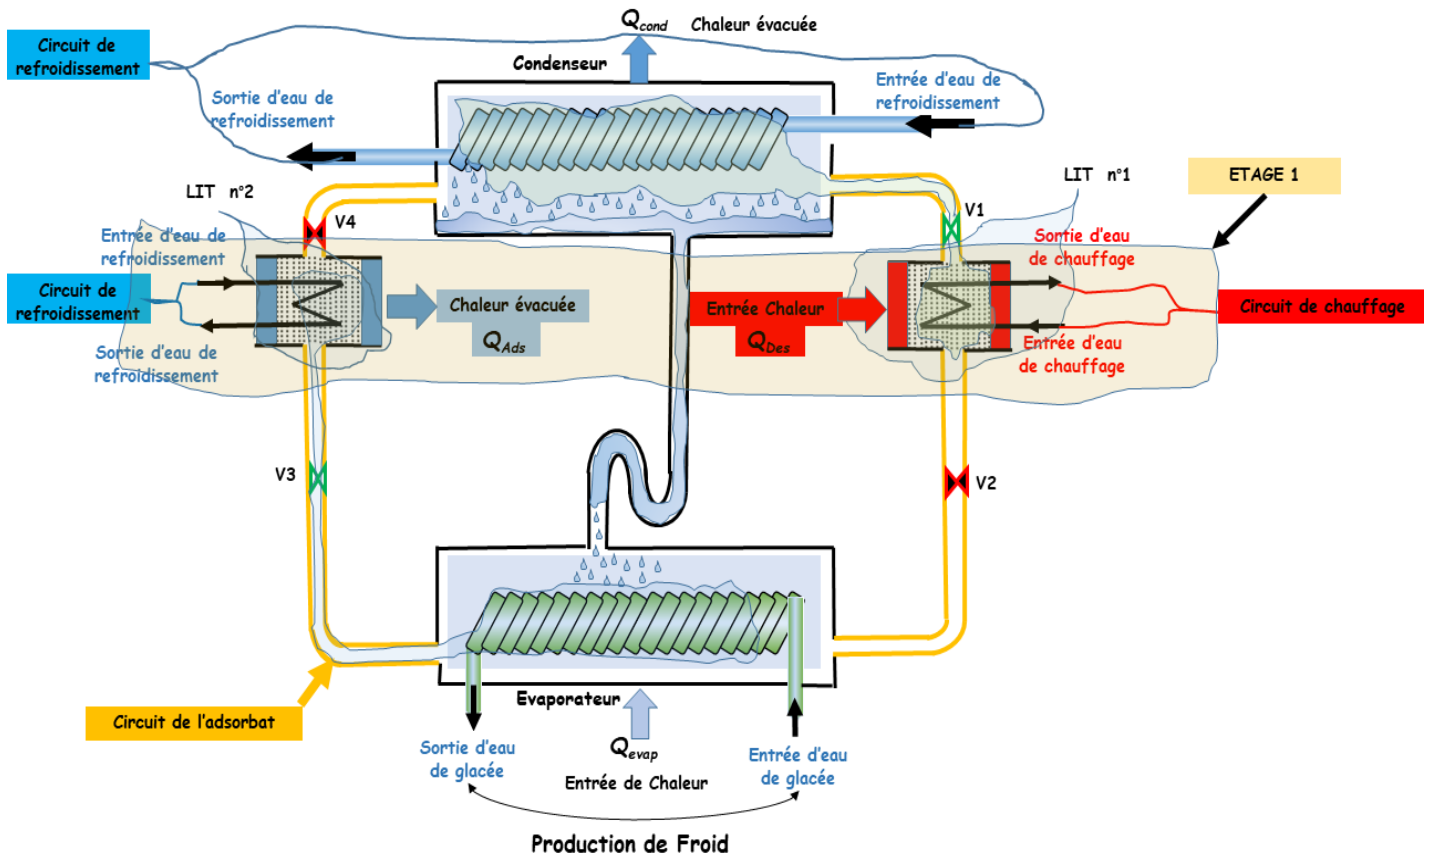 Q_cond Chaleur évacuée
Circuit de
refroidissement
Condenseur
Sortie d'eau de
refroidissement
Entrée d'eau de
refroidissement
LIT n°2
LIT n°1
ETAGE 1
V4
V1
Entrée d'eau de
refroidissement
Sortie d'eau
de chauffage
Circuit de
refroidissement
Chaleur évacuée
Q_Ads
Entrée Chaleur
Q_Des
Circuit de chauffage
Sortie d'eau de
refroidissement
Entrée d'eau
de chauffage
V3
V2
Circuit de l'adsorbat
Evaporateur
Sortie d'eau
de glacée
Q_evap
Entrée de Chaleur
Entrée d'eau
de glacée
Production de Froid